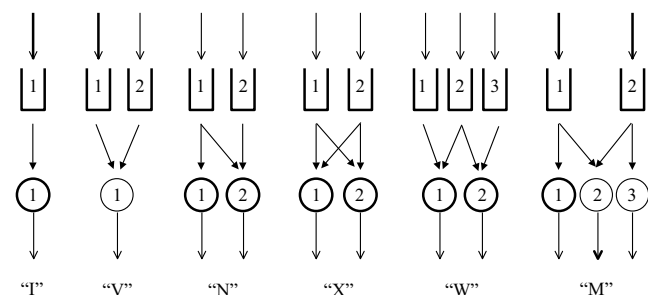 1 1 2 1 2 1 2 1 2 3 1 2
1 1 1 2 1 2 1 2 1 2 3
“I” “V” “N” “X” “W” “M”